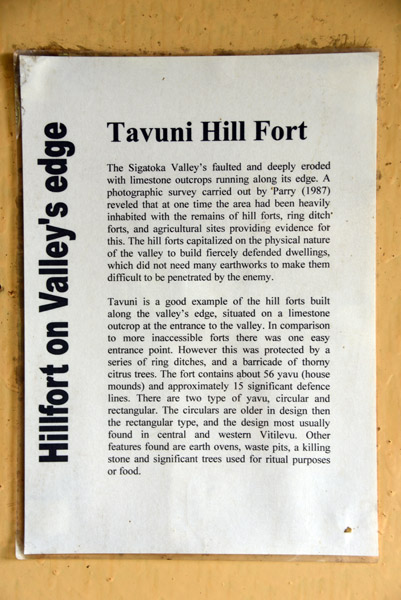 Hillfort on Valley's edge
Tavuni Hill Fort
The Sigatoka Valley's faulted and deeply eroded
with limestone outcrops running along its edge. A
photographic survey carried out by Parry (1987)
reveled that at one time the area had been heavily
inhabited with the remains of hill forts, ring ditch
forts, and agricultural sites providing evidence for
this. The hill forts capitalized on the physical nature
of the valley to build fiercely defended dwellings,
which did not need many earthworks to make them
difficult to be penetrated by the enemy.
Tavuni is a good example of the hill forts built
along the valley's edge, situated on a limestone
outcrop at the entrance to the valley. In comparison
to more inaccessible forts there was one easy
entrance point. However this was protected by a
series of ring ditches, and a barricade of thorny
citrus trees. The fort contains about 56 yavu (house
mounds) and approximately 15 significant defence
lines. There are two type of yavu, circular and
rectangular. The circulars are older in design then
the rectangular type, and the design most usually
found in central and western Vitilevu. Other
features found are earth ovens, waste pits, a killing
stone and significant trees used for ritual purposes
or food.